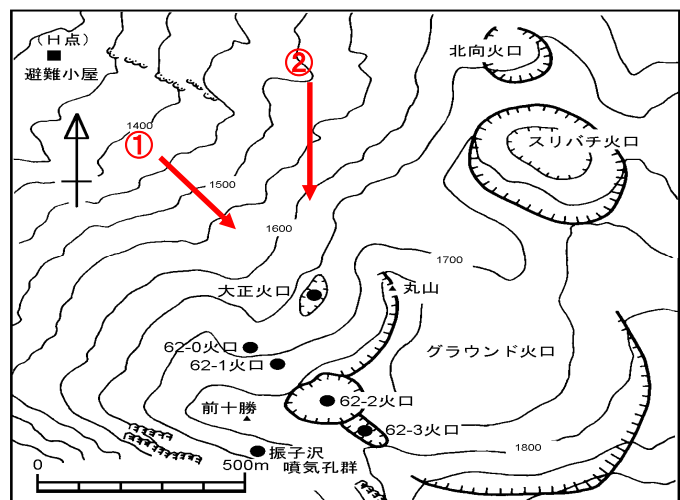 (H点)
避難小屋
②
北向火口
1400
①
スリバチ火口
1500
1600
1700
大正火口
丸山
62-0火口
62-1火口
グラウンド火口
62-2火口
前十勝
62-3火口
1800
振子沢
噴気孔群
0
500m